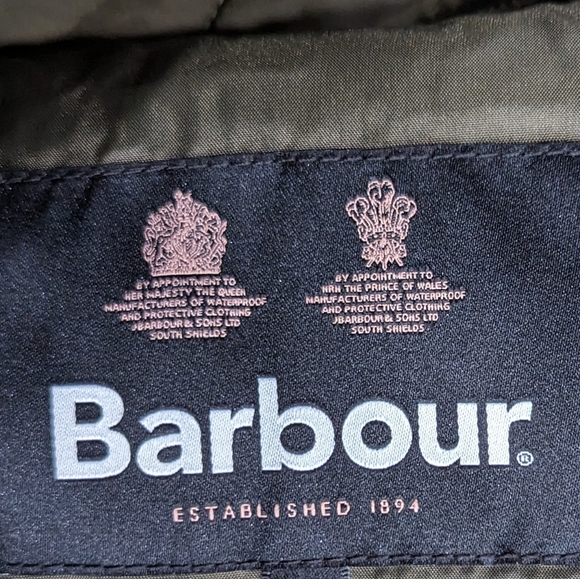 BY APPOINTMENT TO
HER MAJESTY THE QUEEN
MANUFACTURERS OF WATERPROOF
AND PROTECTIVE CLOTHING
JBARBOUR & SONS LTD
SOUTH SHIELDS
BY APPOINTMENT TO
HRH THE PRINCE OF WALES
MANUFACTURERS OF WATERPROOF
AND PROTECTIVE CLOTHING
JBARBOUR & SONS LTD
SOUTH SHIELDS
Barbour®
ESTABLISHED 1894